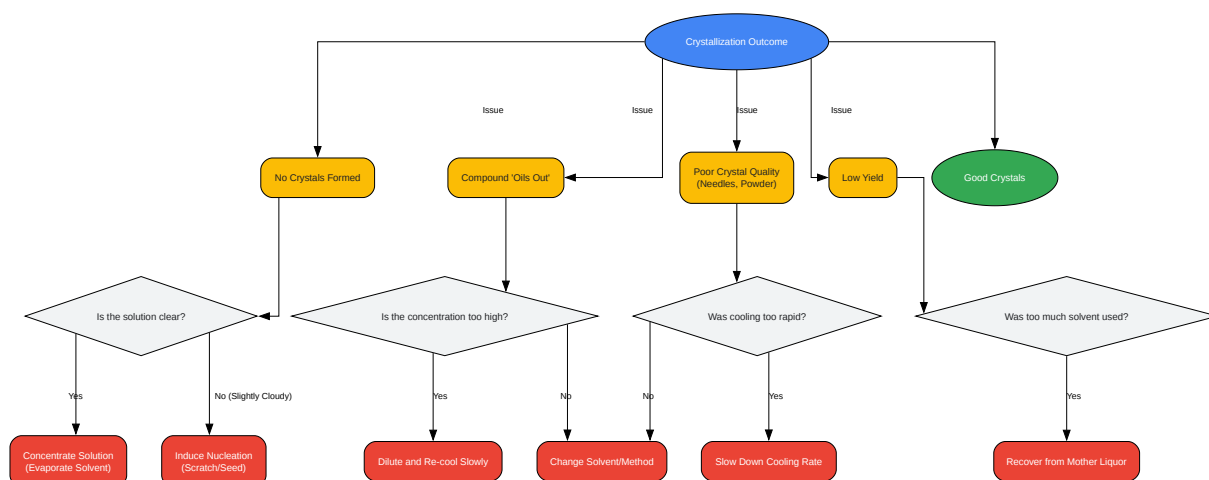 Crystallization Outcome
Issue
Issue
Issue
Issue
No Crystals Formed
Compound 'Oils Out'
Poor Crystal Quality
(Needles, Powder)
Low Yield
Good Crystals
Is the solution clear?
Is the concentration too high?
Was cooling too rapid?
Was too much solvent used?
Yes
No (Slightly Cloudy)
Yes
No
No
Yes
Yes
Concentrate Solution
(Evaporate Solvent)
Induce Nucleation
(Scratch/Seed)
Dilute and Re-cool Slowly
Change Solvent/Method
Slow Down Cooling Rate
Recover from Mother Liquor